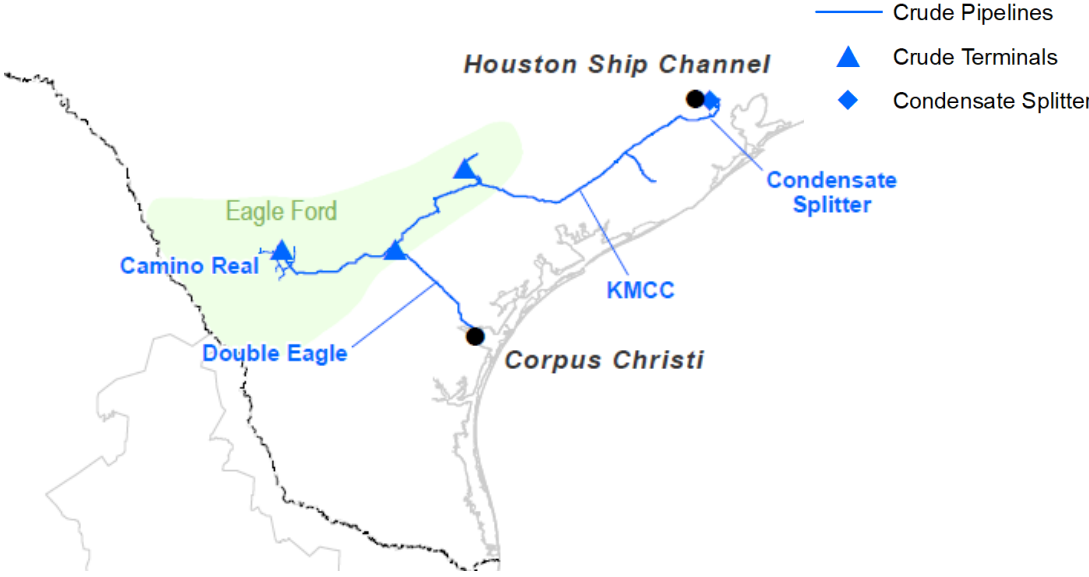 Crude Pipelines
Houston Ship Channel
Crude Terminals
Condensate Splitter
Condensate
Splitter
Eagle Ford
Camino Real
KMCC
Double Eagle
Corpus Christi